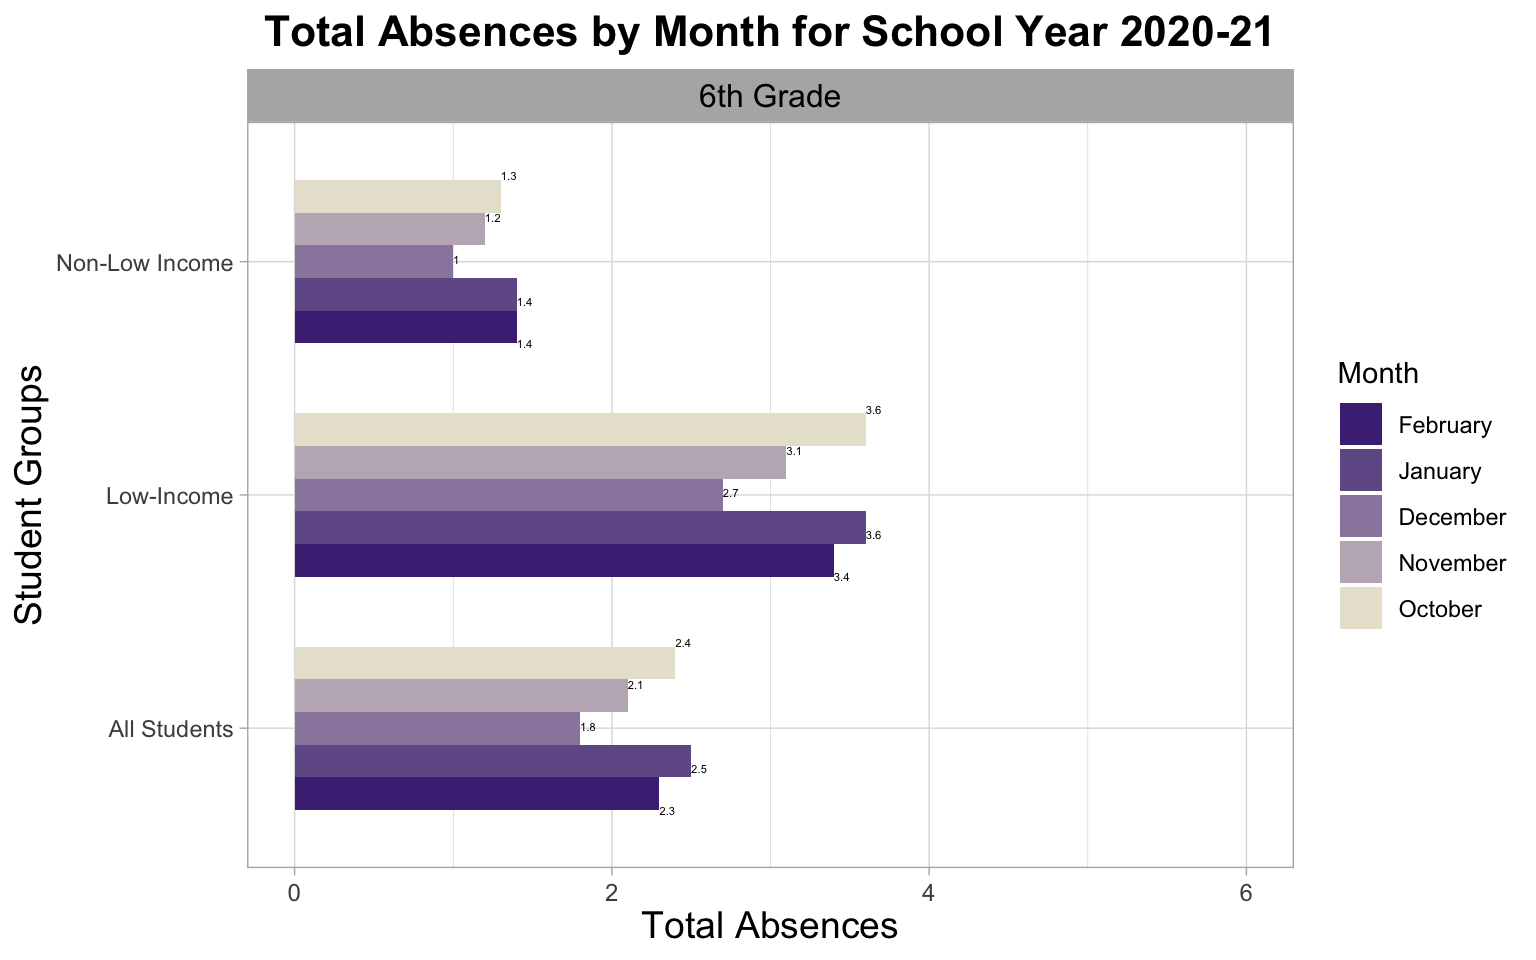 Total Absences by Month for School Year 2020-21
6th Grade
Student Groups
Non-Low Income
1.3
1.2
1
1.4
1.4
Low-Income
3.6
3.1
2.7
3.6
3.4
All Students
2.4
2.1
1.8
2.5
2.3
0 2 4 6
Total Absences
Month
February
January
December
November
October